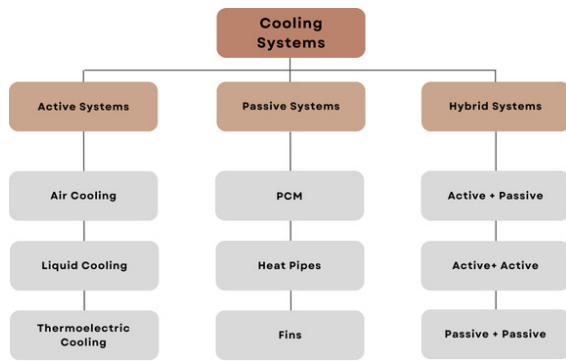 Cooling
Systems
Active Systems
Passive Systems
Hybrid Systems
Air Cooling
PCM
Active + Passive
Liquid Cooling
Heat Pipes
Active+ Active
Thermoelectric
Cooling
Fins
Passive + Passive